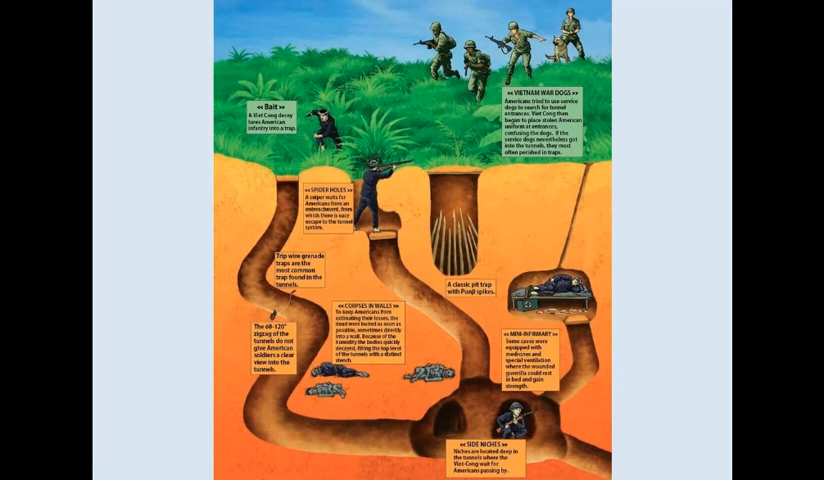 << Bait >>
A Viet Cong decoy
lures American
infantry into a trap.
<< VIETNAM WAR DOGS >>
Americans tried to use service
dogs to search for tunnel
entrances. Viet Cong then
began to place stolen American
uniform at entrances,
confusing the dogs. If the
service dogs nevertheless got
into the tunnels, they most
often perished in traps.
<< SPIDER HOLES >>
A sniper waits for
Americans from an
entrenchment, from
which there is easy
escape to the tunnel
system.
Trip wire grenade
traps are the
most common
trap found in the
tunnels.
A classic pit trap
with Punji spikes.
<< CORPSES IN WALLS >>
To keep Americans from
estimating their losses, the
dead were buried as soon as
possible, sometimes directly
into a wall. Because of the
humidity the bodies quickly
decayed, filling the top level
of the tunnels with a distinct
stench.
The 60-120°
zigzag of the
tunnels do not
give American
soldiers a clear
view into the
tunnels.
<< MINI-INFIRMARY >>
Some caves were
equipped with
medicines and
special ventilation
where the wounded
guerrilla could rest
in bed and gain
strength.
<< SIDE NICHES >>
Niches are located deep in
the tunnels where the
Viet-Cong wait for
Americans passing by.